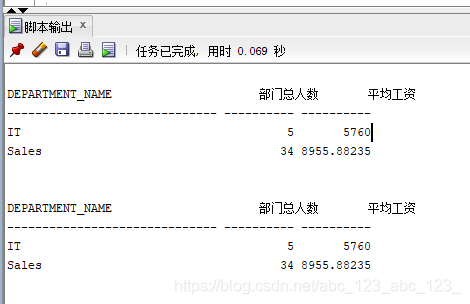 脚本输出 x
任务已完成, 用时 0.069 秒
DEPARTMENT_NAME 部门总人数 平均工资
------------------------------ ---------- ----------
IT 5 5760
Sales 34 8955.88235
DEPARTMENT_NAME 部门总人数 平均工资
------------------------------ ---------- ----------
IT 5 5760
Sales 34 8955.88235
https://blog.csdn.net/abc_123_abc_123_